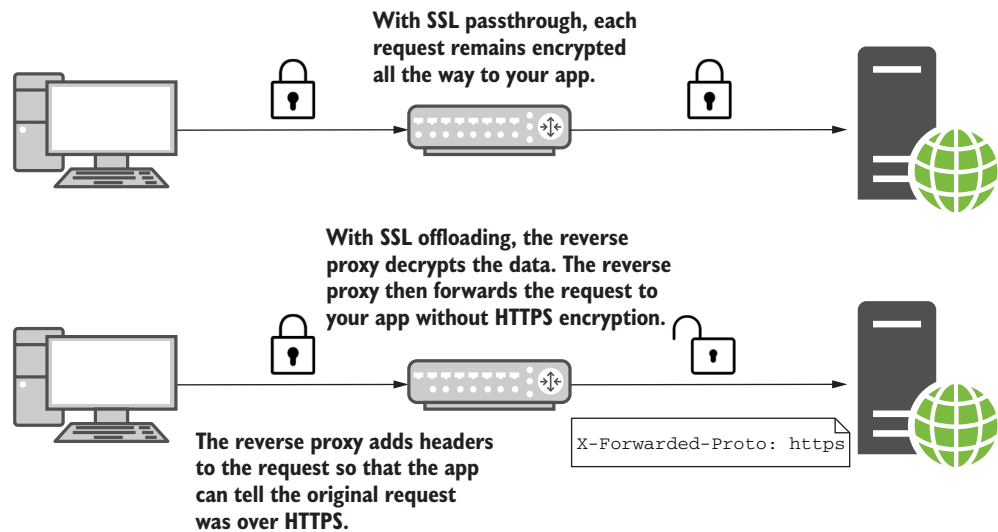 With SSL passthrough, each
request remains encrypted
all the way to your app.
With SSL offloading, the reverse
proxy decrypts the data. The reverse
proxy then forwards the request to
your app without HTTPS encryption.
X-Forwarded-Proto: https
The reverse proxy adds headers
to the request so that the app
can tell the original request
was over HTTPS.